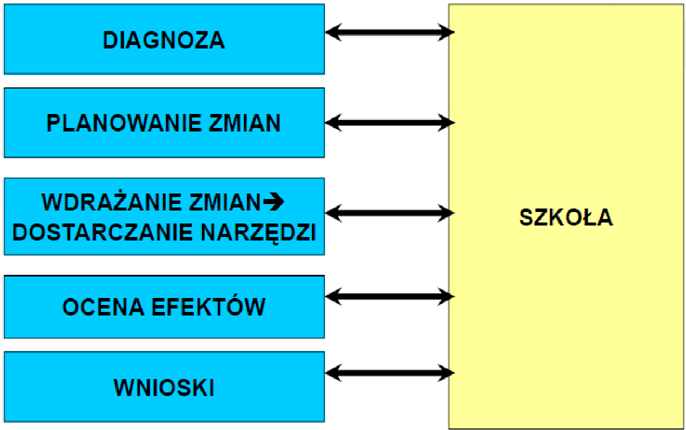 DIAGNOZA
PLANOWANIE ZMIAN
WDRAŻANIE ZMIAN➔
DOSTARCZANIE NARZĘDZI
SZKOŁA
OCENA EFEKTÓW
WNIOSKI